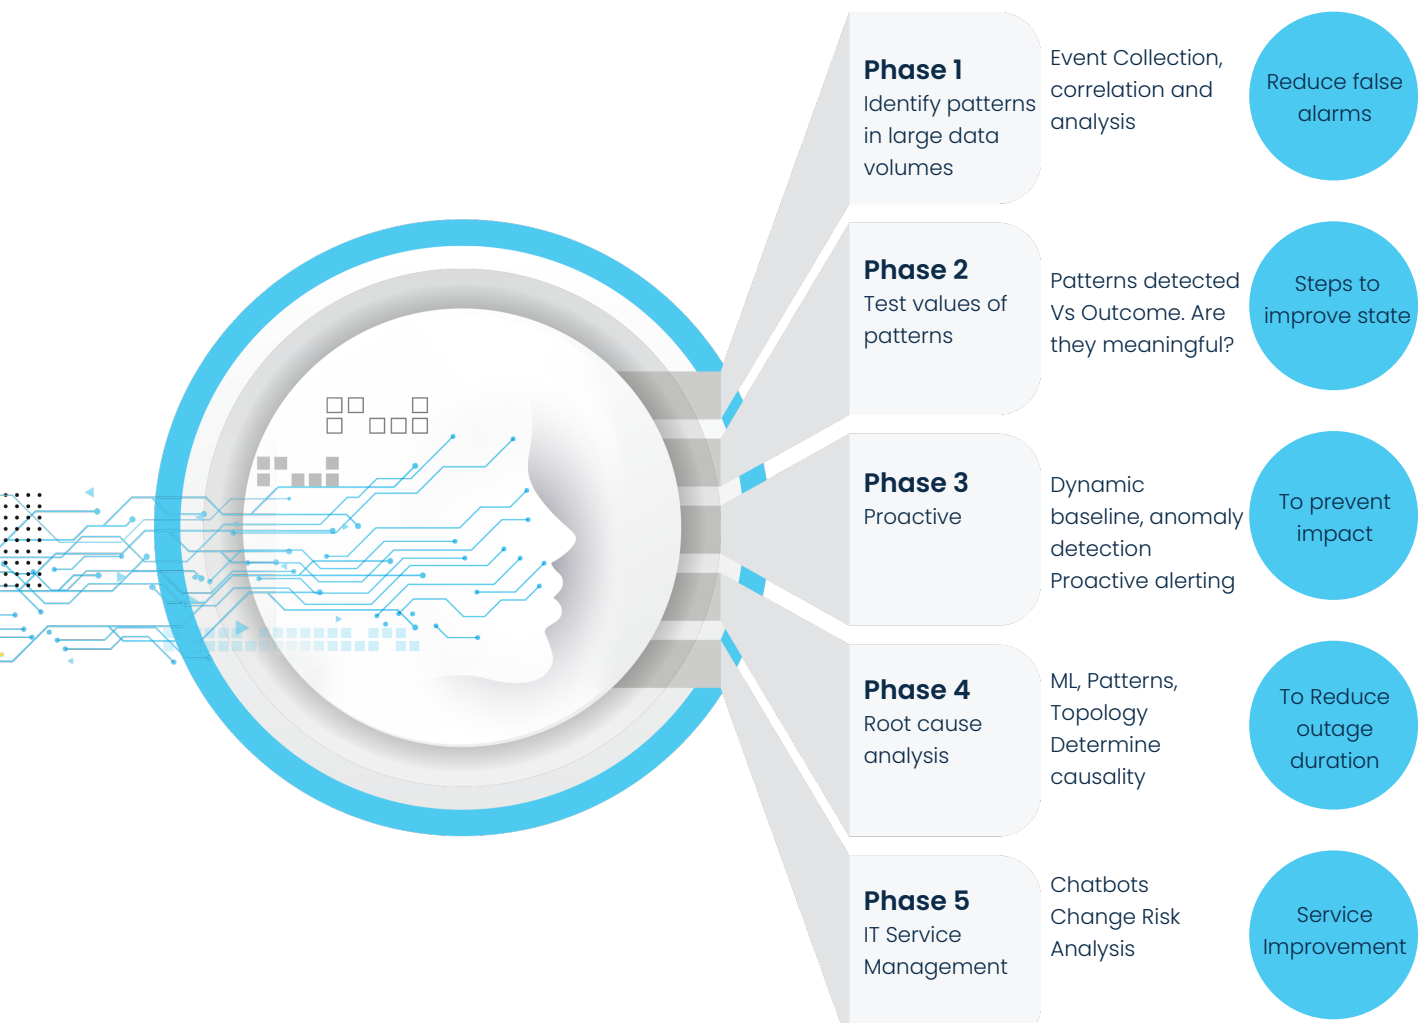 Phase 1
Identify patterns
in large data
volumes
Event Collection,
correlation and
analysis
Reduce false
alarms
Phase 2
Test values of
patterns
Patterns detected
Vs Outcome. Are
they meaningful?
Steps to
improve state
Phase 3
Proactive
Dynamic
baseline, anomaly
detection
Proactive alerting
To prevent
impact
Phase 4
Root cause
analysis
ML, Patterns,
Topology
Determine
causality
To Reduce
outage
duration
Phase 5
IT Service
Management
Chatbots
Change Risk
Analysis
Service
Improvement